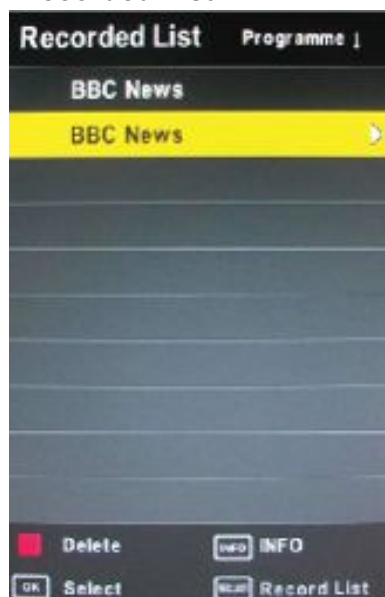 Recorded List Programme ↓
BBC News
BBC News
Delete INFO INFO
OK Select Record List